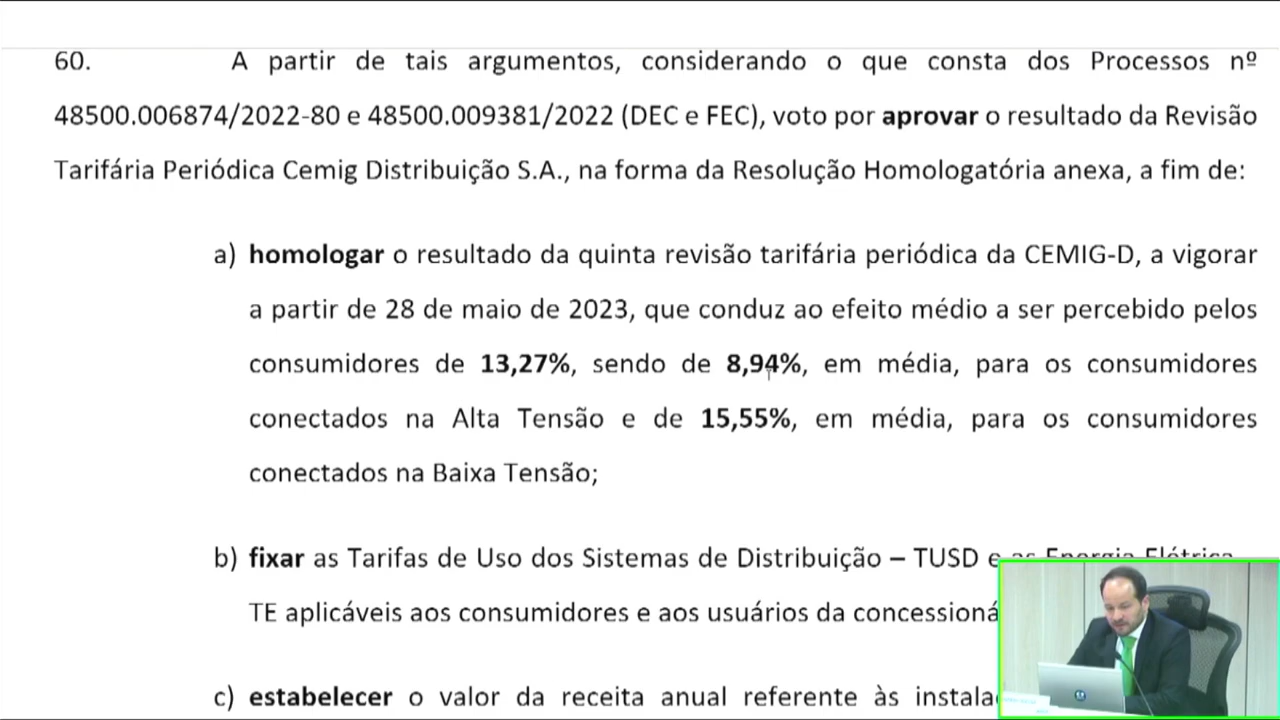 60. A partir de tais argumentos, considerando o que consta dos Processos nº
48500.006874/2022-80 e 48500.009381/2022 (DEC e FEC), voto por aprovar o resultado da Revisão
Tarifária Periódica Cemig Distribuição S.A., na forma da Resolução Homologatória anexa, a fim de:
a) homologar o resultado da quinta revisão tarifária periódica da CEMIG-D, a vigorar
a partir de 28 de maio de 2023, que conduz ao efeito médio a ser percebido pelos
consumidores de 13,27%, sendo de 8,94%, em média, para os consumidores
conectados na Alta Tensão e de 15,55%, em média, para os consumidores
conectados na Baixa Tensão;
b) fixar as Tarifas de Uso dos Sistemas de Distribuição – TUSD e as Energia Elétrica
TE aplicáveis aos consumidores e aos usuários da concessioná
c) estabelecer o valor da receita anual referente às instala